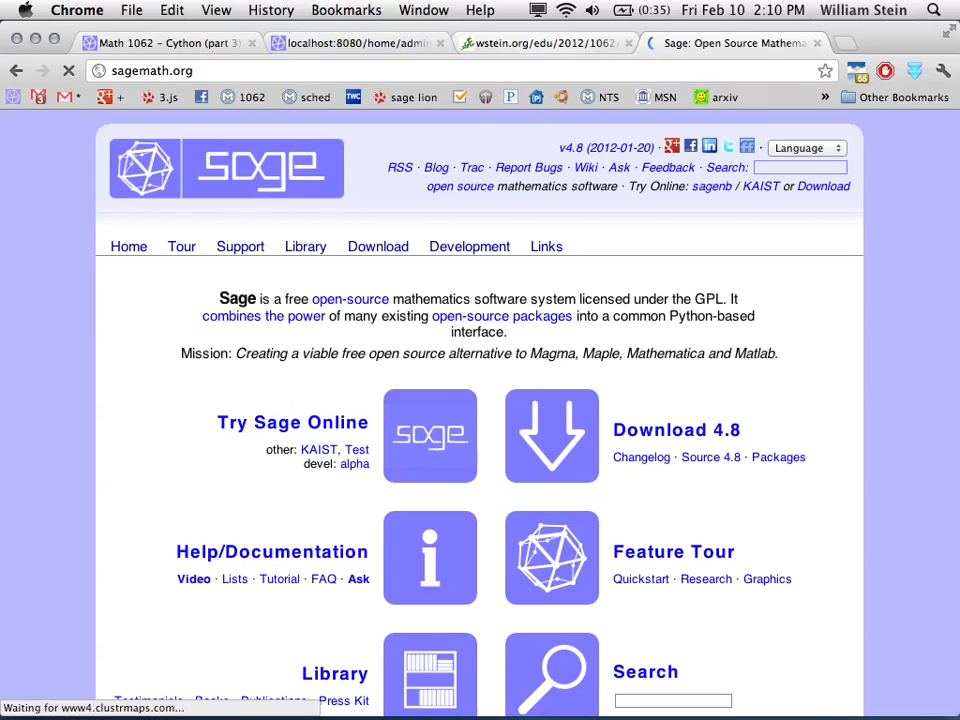 Chrome File Edit View History Bookmarks Window Help (0:35) Fri Feb 10 2:10 PM William Stein
Math 1062 - Cython (part 3) localhost:8080/home/admin wstein.org/edu/2012/1062 Sage: Open Source Mathema
sagemath.org 55
3 + 3.js 1062 sched TWC sage lion NTS MSN arxiv » Other Bookmarks
sage
v4.8 (2012-01-20) · · Language
RSS · Blog · Trac · Report Bugs · Wiki · Ask · Feedback · Search:
open source mathematics software · Try Online: sagenb / KAIST or Download
Home Tour Support Library Download Development Links
Sage is a free open-source mathematics software system licensed under the GPL. It
combines the power of many existing open-source packages into a common Python-based
interface.
Mission: Creating a viable free open source alternative to Magma, Maple, Mathematica and Matlab.
Try Sage Online
other: KAIST, Test
devel: alpha
sage
Download 4.8
Changelog · Source 4.8 · Packages
Help/Documentation
Video · Lists · Tutorial · FAQ · Ask
Feature Tour
Quickstart · Research · Graphics
Library
Testimonials · Books · Publications · Press Kit
Search
Waiting for www4.clustrmaps.com...